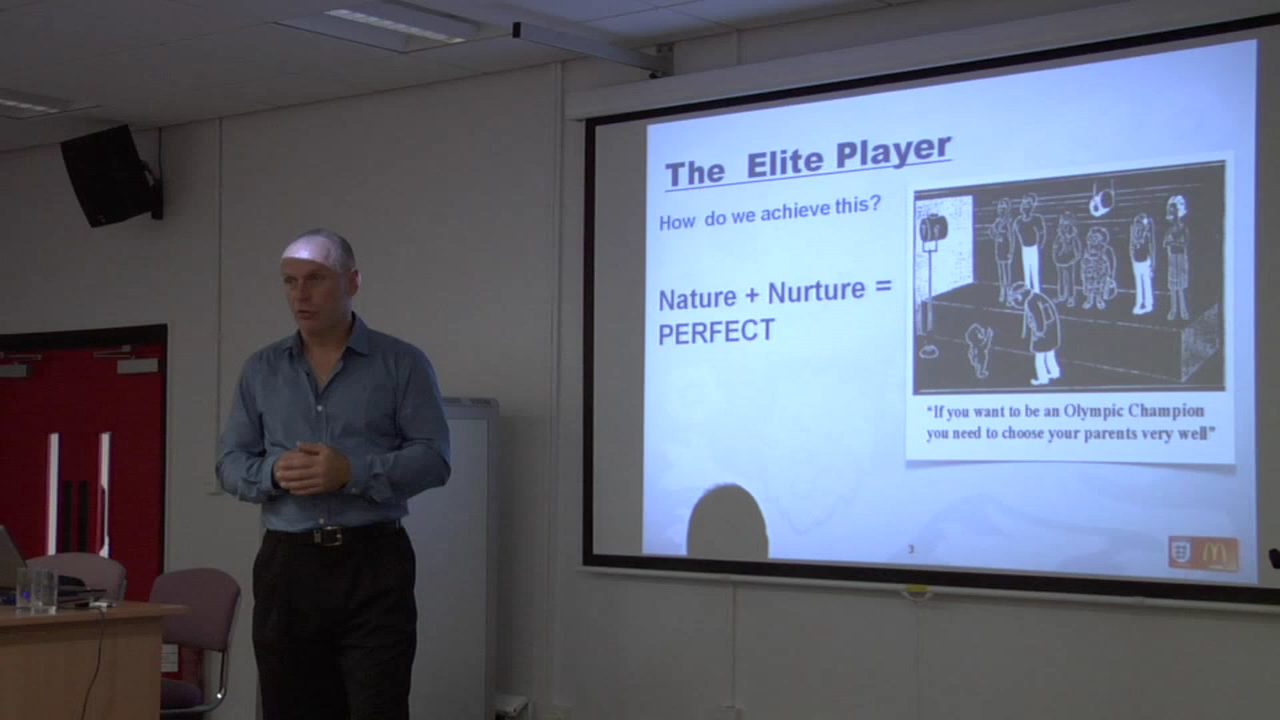 The Elite Player
How do we achieve this?
Nature + Nurture =
PERFECT
"If you want to be an Olympic Champion
you need to choose your parents very well"
3